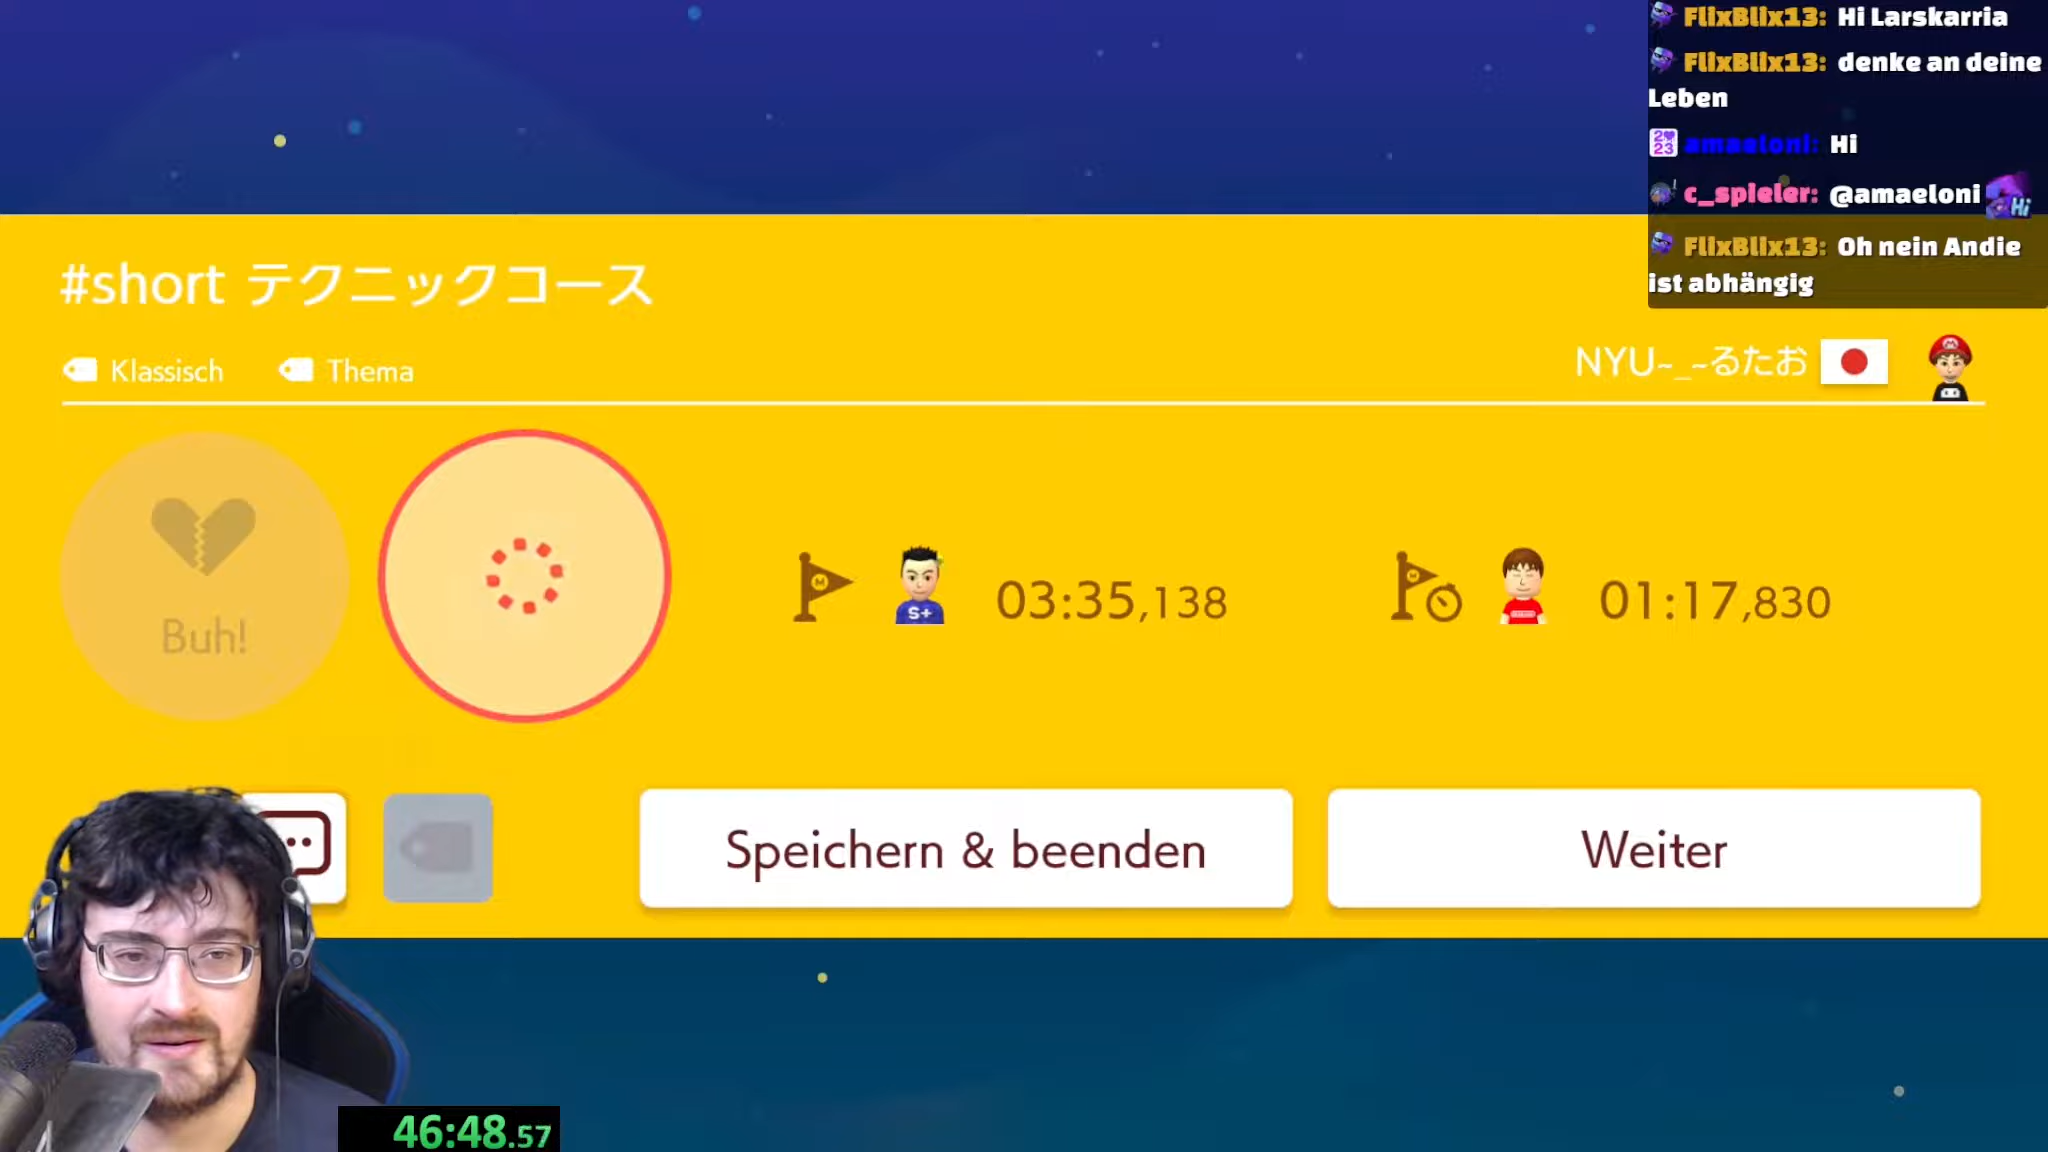 FlixBlix13: Hi Larskarria
FlixBlix13: denke an deine
Leben
amaeloni: Hi
c_spieler: @amaeloni Hi
FlixBlix13: Oh nein Andie
ist abhängig
#short テクニックコース
Klassisch Thema
NYU~_~るたお
Buh!
S+
03:35,138
01:17,830
Speichern & beenden
Weiter
46:48.57